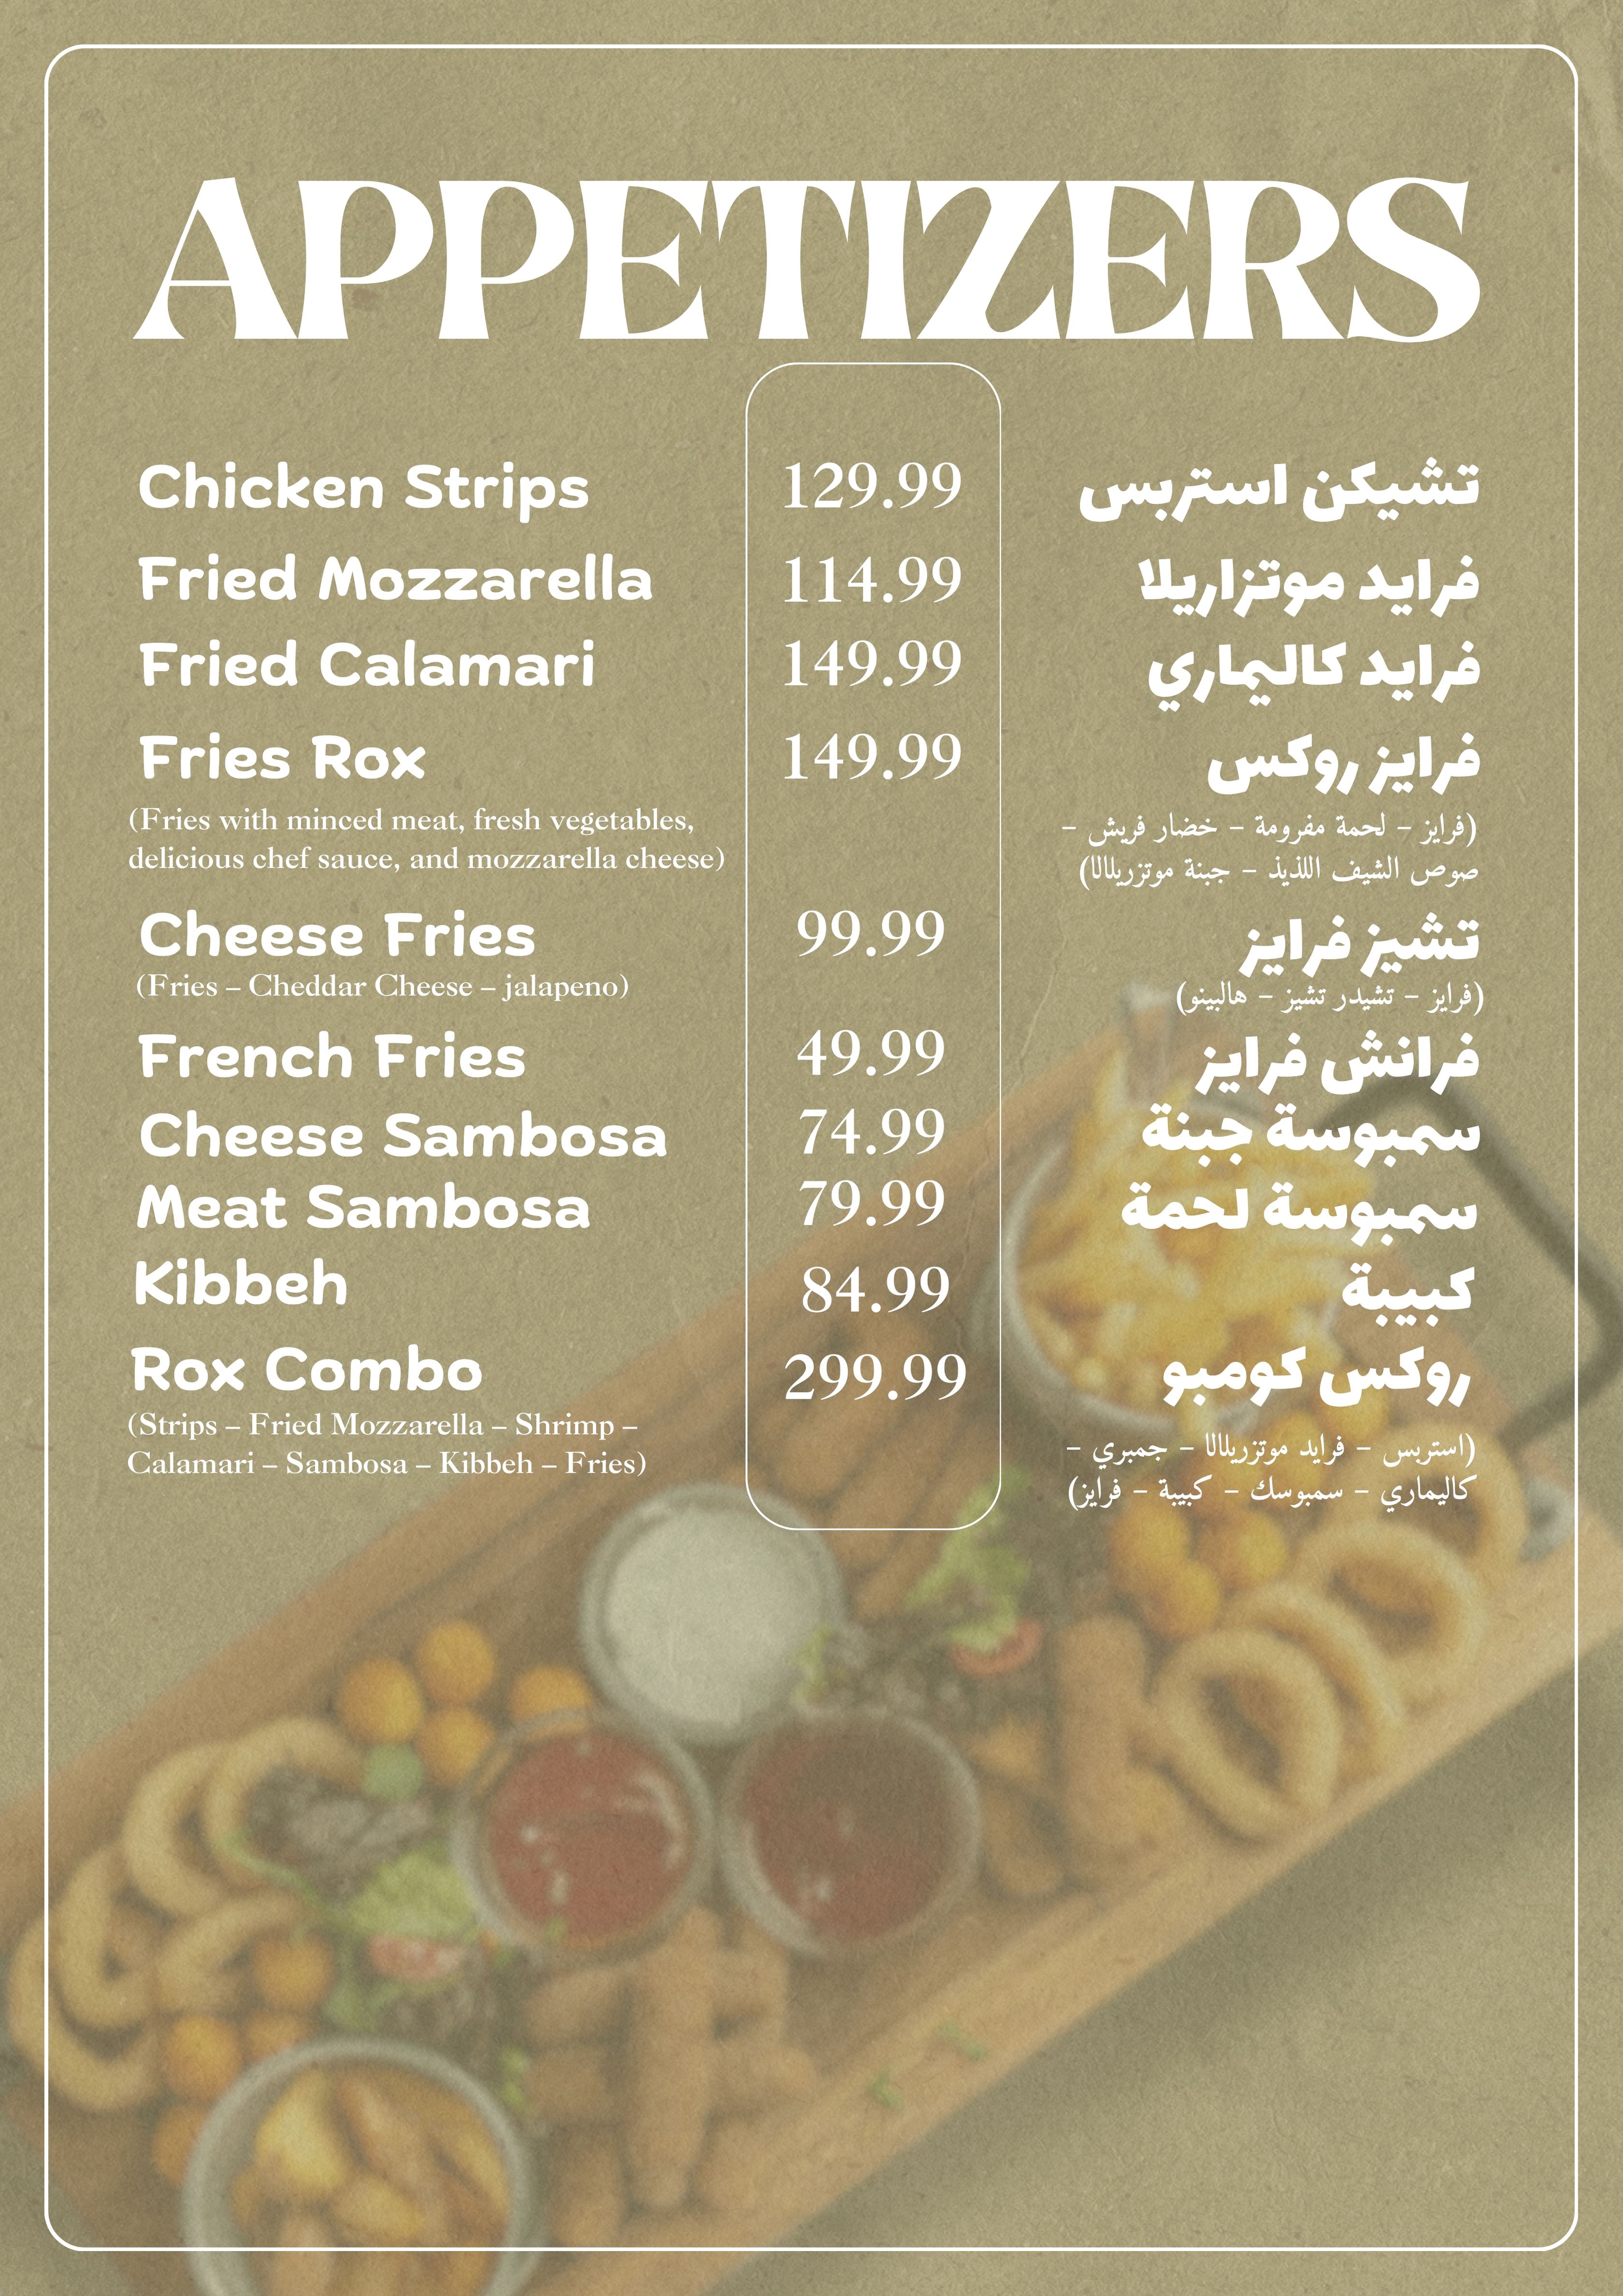 APPETIZERS
Chicken Strips 129.99 تشيكن استربس
Fried Mozzarella 114.99 فرايد موتزاريلا
Fried Calamari 149.99 فرايد كاليماري
Fries Rox 149.99 فرايز روكس
(Fries with minced meat, fresh vegetables,
delicious chef sauce, and mozzarella cheese)
(فرايز – لحمة مفرومة – خضار فريش –
صوص الشيف اللذيذ – جبنة موتزريلالا)
Cheese Fries 99.99 تشيز فرايز
(Fries – Cheddar Cheese – jalapeno)
(فرايز – تشيدر تشيز – هالبينو)
French Fries 49.99 فرانش فرايز
Cheese Sambosa 74.99 سمبوسة جبنة
Meat Sambosa 79.99 سمبوسة لحمة
Kibbeh 84.99 كبيبة
Rox Combo 299.99 روكس كومبو
(Strips – Fried Mozzarella – Shrimp –
Calamari – Sambosa – Kibbeh – Fries)
(استربس – فرايد موتزريلالا – جمبري –
كاليماري – سمبوسك – كبيبة – فرايز)